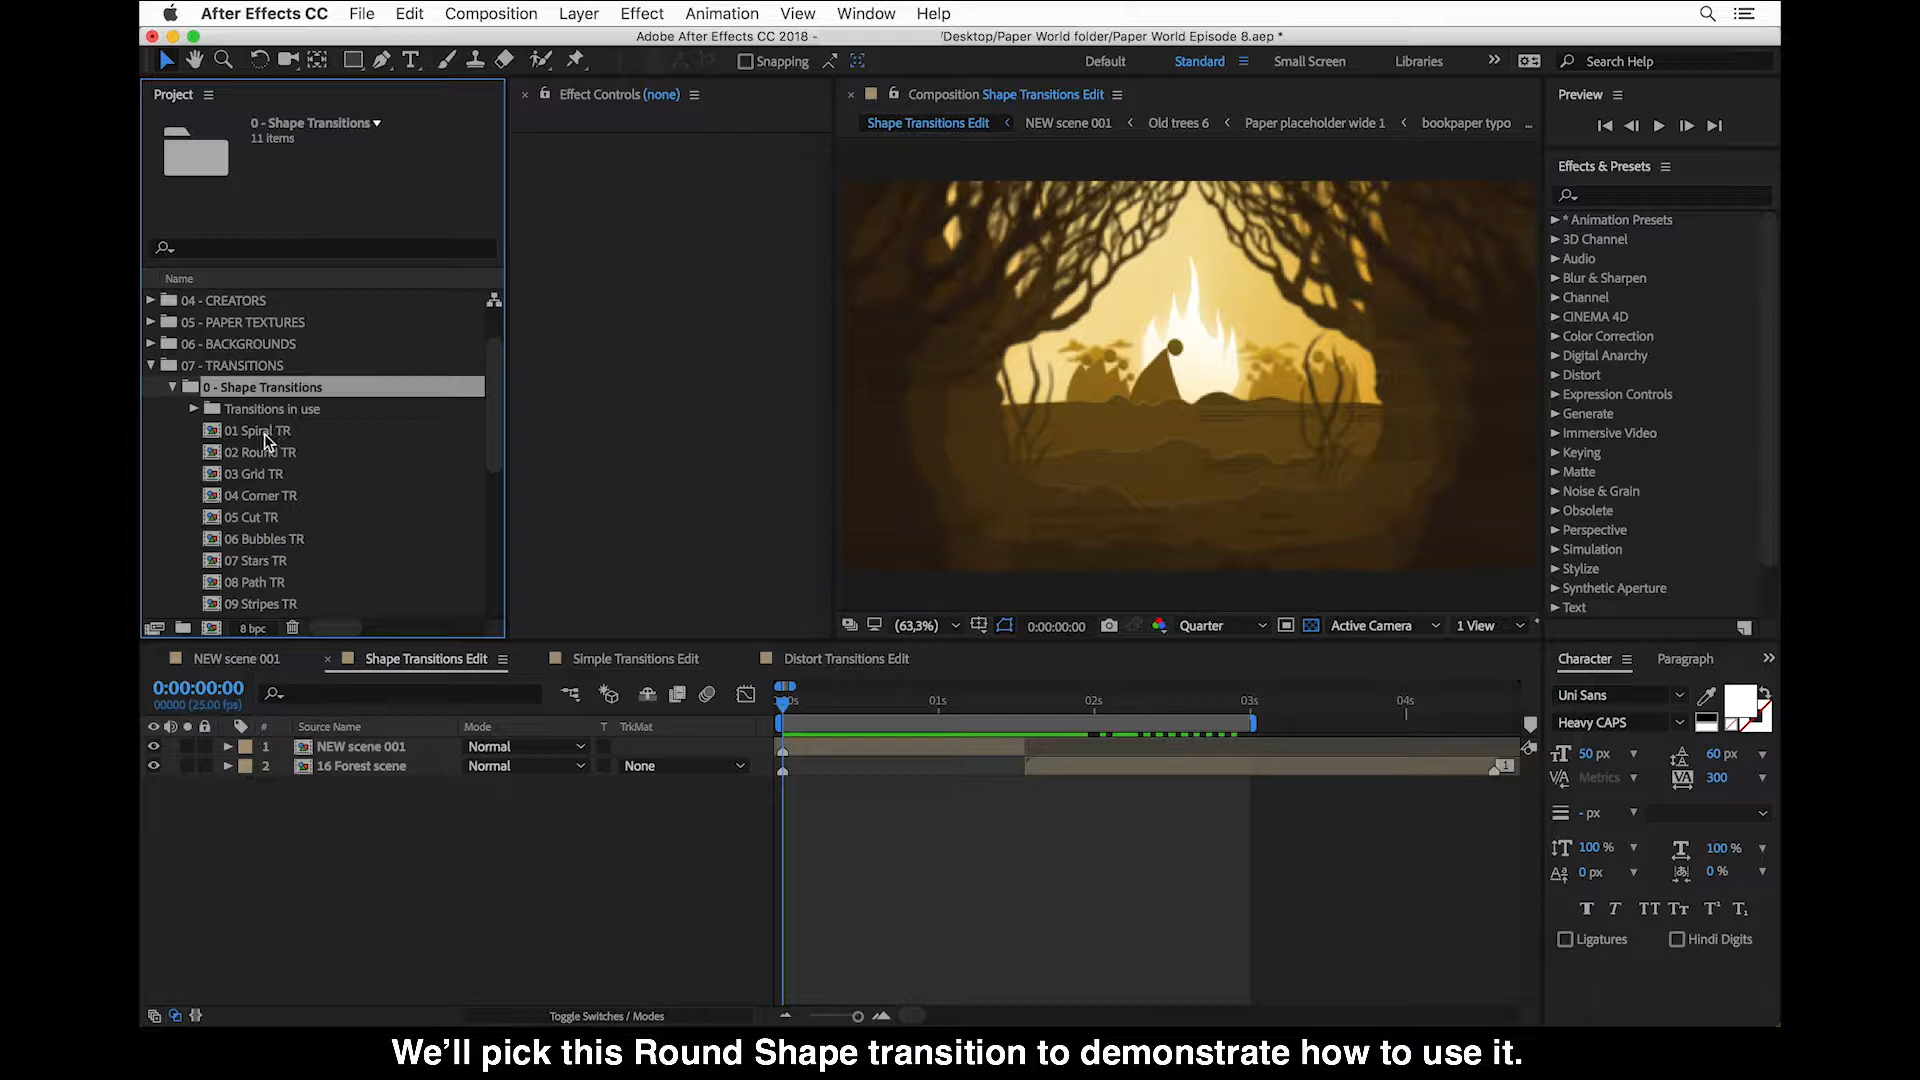 After Effects CC File Edit Composition Layer Effect Animation View Window Help
Adobe After Effects CC 2018 - /Desktop/Paper World folder/Paper World Episode 8.aep *
Snapping Default Standard Small Screen Libraries Search Help
Project
0 - Shape Transitions
11 items
Name
04 - CREATORS
05 - PAPER TEXTURES
06 - BACKGROUNDS
07 - TRANSITIONS
0 - Shape Transitions
Transitions in use
01 Spiral TR
02 Round TR
03 Grid TR
04 Corner TR
05 Cut TR
06 Bubbles TR
07 Stars TR
08 Path TR
09 Stripes TR
8 bpc
Effect Controls (none)
Composition Shape Transitions Edit
Shape Transitions Edit NEW scene 001 Old trees 6 Paper placeholder wide 1 bookpaper typo ...
(63,3%) 0:00:00:00 Quarter Active Camera 1 View
Preview
Effects & Presets
* Animation Presets
3D Channel
Audio
Blur & Sharpen
Channel
CINEMA 4D
Color Correction
Digital Anarchy
Distort
Expression Controls
Generate
Immersive Video
Keying
Matte
Noise & Grain
Obsolete
Perspective
Simulation
Stylize
Synthetic Aperture
Text
NEW scene 001 Shape Transitions Edit Simple Transitions Edit Distort Transitions Edit
0:00:00:00
00000 (25.00 fps)
01s 02s 03s 04s
# Source Name Mode T TrkMat
1 NEW scene 001 Normal
2 16 Forest scene Normal None
1
Toggle Switches / Modes
Character Paragraph
Uni Sans
Heavy CAPS
50 px 60 px
Metrics 300
- px
100 % 100 %
0 px 0 %
T T TT Tт T¹ T₁
Ligatures Hindi Digits
We'll pick this Round Shape transition to demonstrate how to use it.